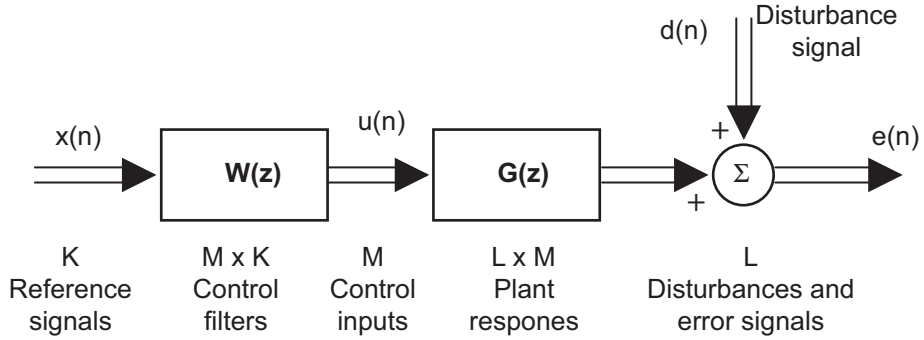 d(n)
Disturbance
signal
x(n)
u(n)
e(n)
W(z)
G(z)
+
Σ
+
K
Reference
signals
M x K
Control
filters
M
Control
inputs
L x M
Plant
respones
L
Disturbances and
error signals